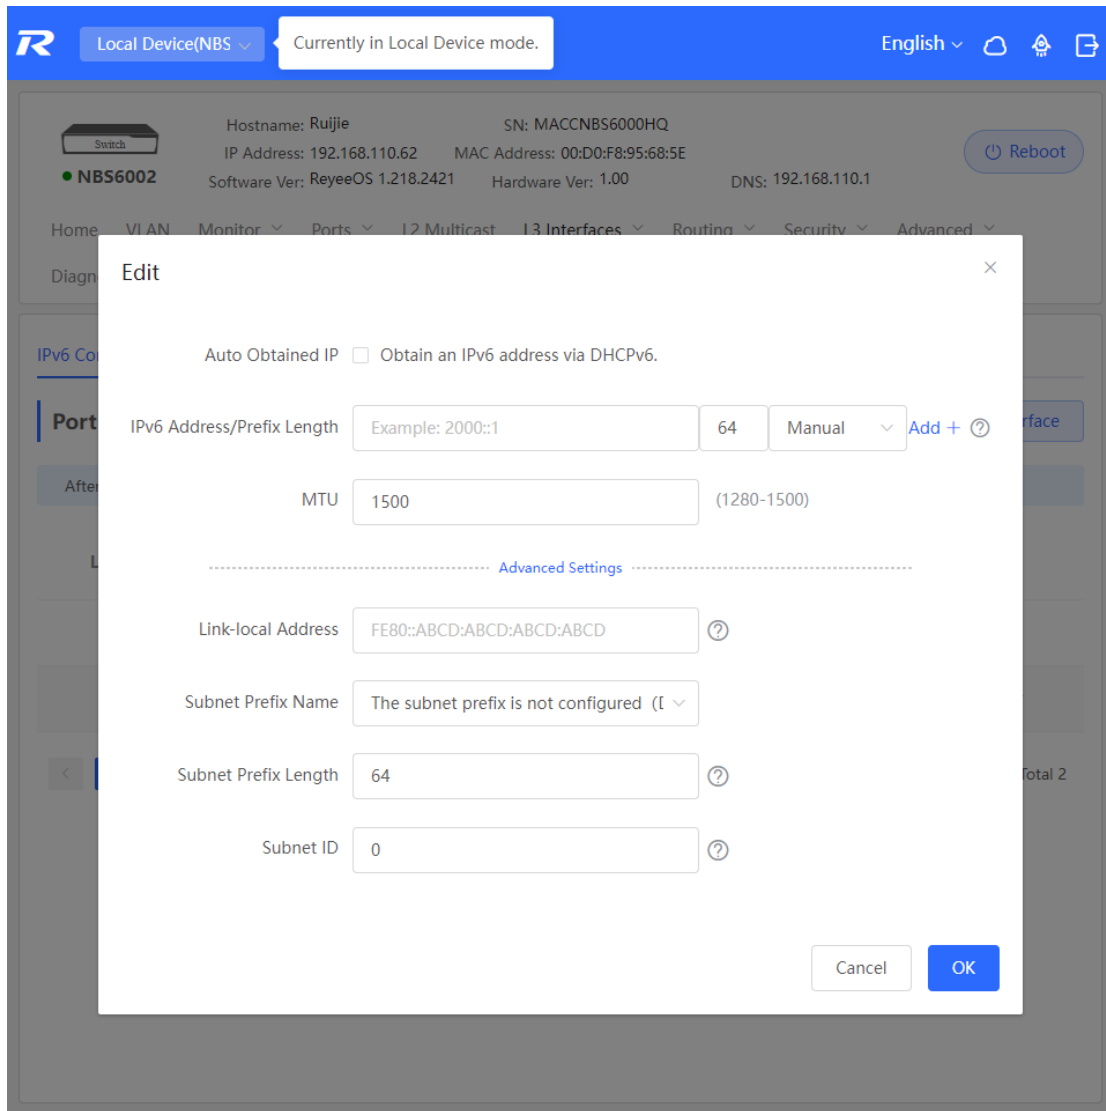 Local Device(NBS
Currently in Local Device mode.
English
Switch
NBS6002
Hostname: Ruijie
SN: MACCNBS6000HQ
IP Address: 192.168.110.62
MAC Address: 00:D0:F8:95:68:5E
Software Ver: ReyeeOS 1.218.2421
Hardware Ver: 1.00
DNS: 192.168.110.1
Reboot
Home VLAN Monitor Ports L2 Multicast L3 Interfaces Routing Security Advanced
Diagn
Edit
IPv6 Co
Auto Obtained IP Obtain an IPv6 address via DHCPv6.
Port
IPv6 Address/Prefix Length Example: 2000::1 64 Manual Add +
rface
After
MTU 1500 (1280-1500)
Advanced Settings
L
Link-local Address FE80::ABCD:ABCD:ABCD:ABCD
Subnet Prefix Name The subnet prefix is not configured (D
Subnet Prefix Length 64
Total 2
Subnet ID 0
Cancel OK